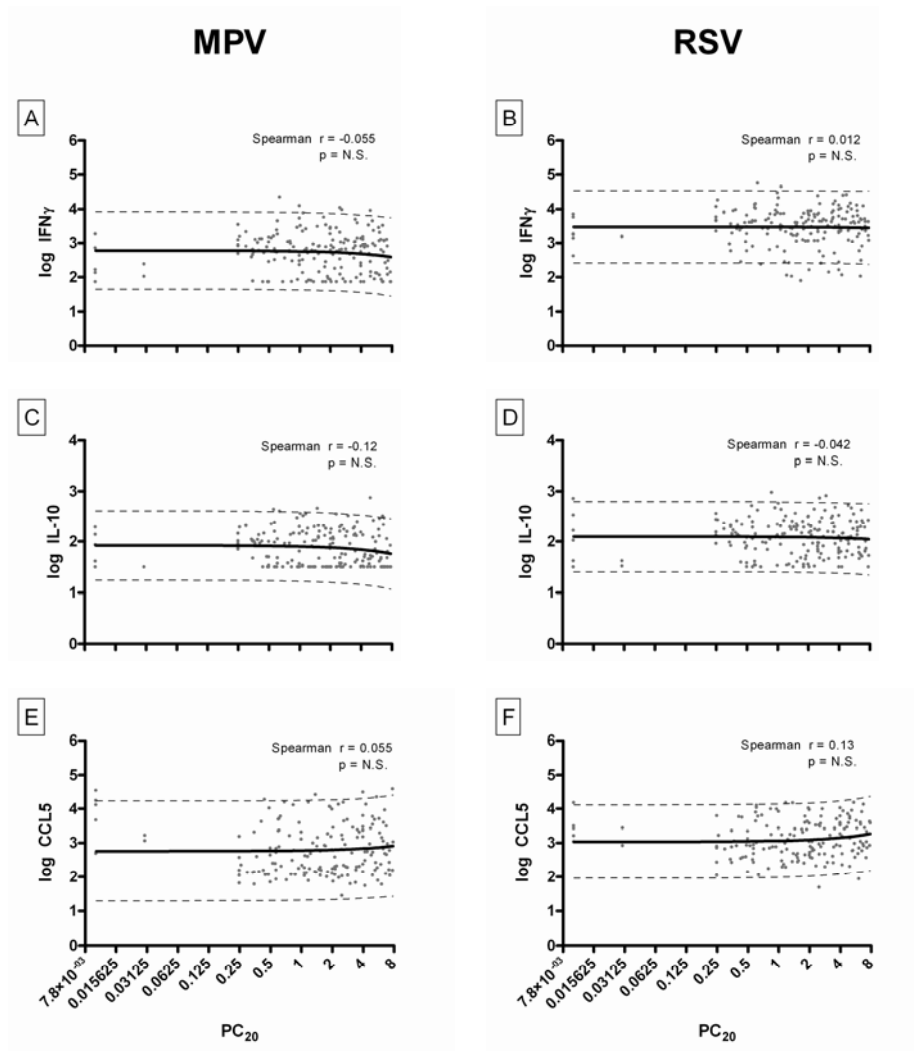 MPV
RSV
A
Spearman r = -0.055
p = N.S.
6
5
4
3
2
1
0
log IFNγ
B
Spearman r = 0.012
p = N.S.
6
5
4
3
2
1
0
log IFNγ
C
Spearman r = -0.12
p = N.S.
4
3
2
1
0
log IL-10
D
Spearman r = -0.042
p = N.S.
4
3
2
1
0
log IL-10
E
Spearman r = 0.055
p = N.S.
6
5
4
3
2
1
0
log CCL5
7.8×10⁻⁰³
0.015625
0.03125
0.0625
0.125
0.25
0.5
1
2
4
8
PC₂₀
F
Spearman r = 0.13
p = N.S.
6
5
4
3
2
1
0
log CCL5
7.8×10⁻⁰³
0.015625
0.03125
0.0625
0.125
0.25
0.5
1
2
4
8
PC₂₀